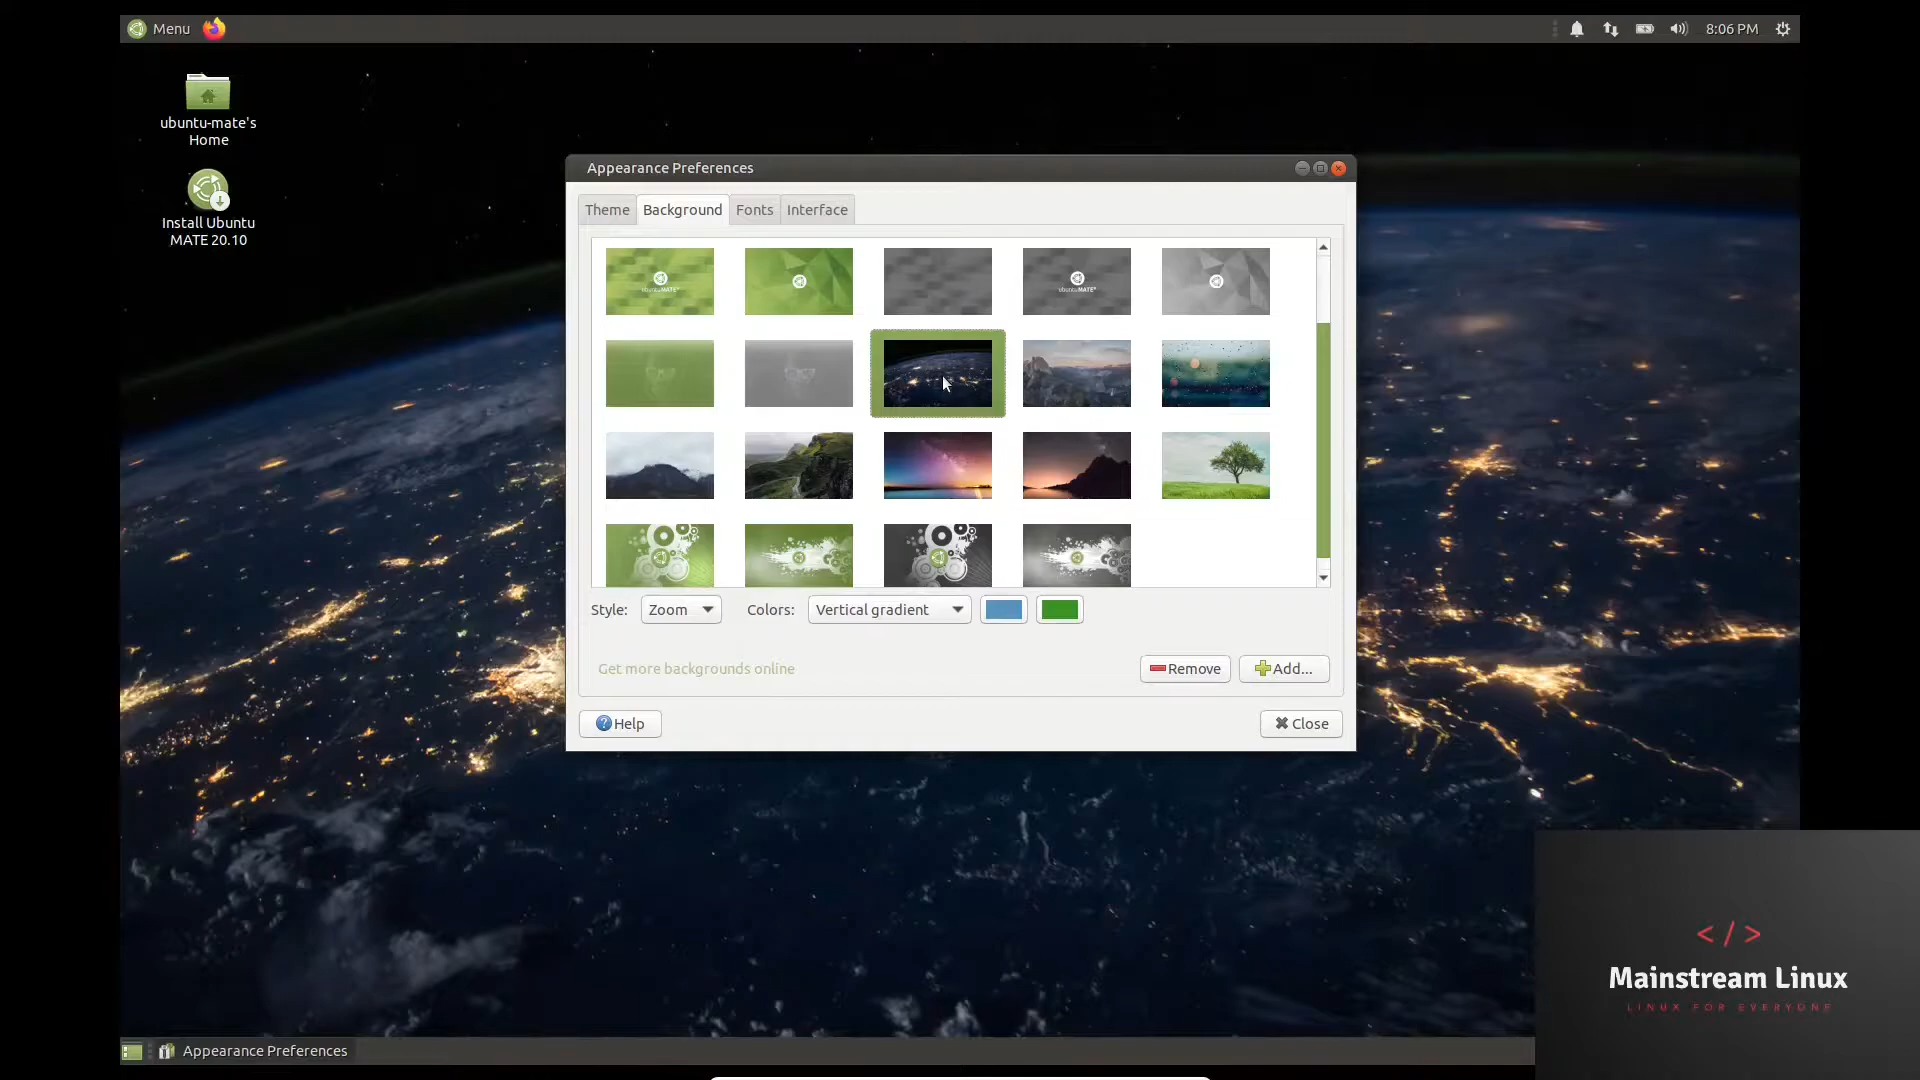 Menu
8:06 PM
ubuntu-mate's
Home
Install Ubuntu
MATE 20.10
Appearance Preferences
Theme Background Fonts Interface
ubuntuMATE
ubuntuMATE
Style: Zoom Colors: Vertical gradient
Get more backgrounds online
Remove Add...
Help Close
</> 
Mainstream Linux
LINUX FOR EVERYONE
Appearance Preferences